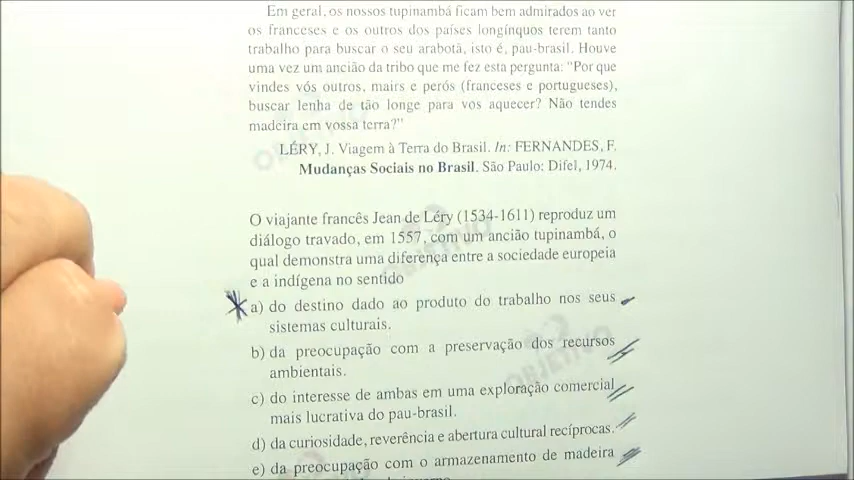 Em geral, os nossos tupinambá ficam bem admirados ao ver
os franceses e os outros dos países longínquos terem tanto
trabalho para buscar o seu arabotã, isto é, pau-brasil. Houve
uma vez um ancião da tribo que me fez esta pergunta: "Por que
vindes vós outros, mairs e perós (franceses e portugueses),
buscar lenha de tão longe para vos aquecer? Não tendes
madeira em vossa terra?"
LÉRY, J. Viagem à Terra do Brasil. In: FERNANDES, F.
Mudanças Sociais no Brasil. São Paulo: Difel, 1974.
O viajante francês Jean de Léry (1534-1611) reproduz um
diálogo travado, em 1557, com um ancião tupinambá, o
qual demonstra uma diferença entre a sociedade europeia
e a indígena no sentido
a) do destino dado ao produto do trabalho nos seus
sistemas culturais.
b) da preocupação com a preservação dos recursos
ambientais.
c) do interesse de ambas em uma exploração comercial
mais lucrativa do pau-brasil.
d) da curiosidade, reverência e abertura cultural recíprocas.
e) da preocupação com o armazenamento de madeira